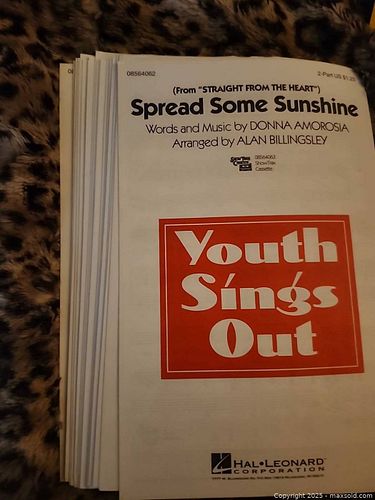 08564062
2-Part US $1.25
(From "STRAIGHT FROM THE HEART")
Spread Some Sunshine
Words and Music by DONNA AMOROSIA
Arranged by ALAN BILLINGSLEY
08564063
ShowTrax
Cassette
Youth
Sings
Out
HAL•LEONARD
CORPORATION
Copyright 2025 - maxsold.com